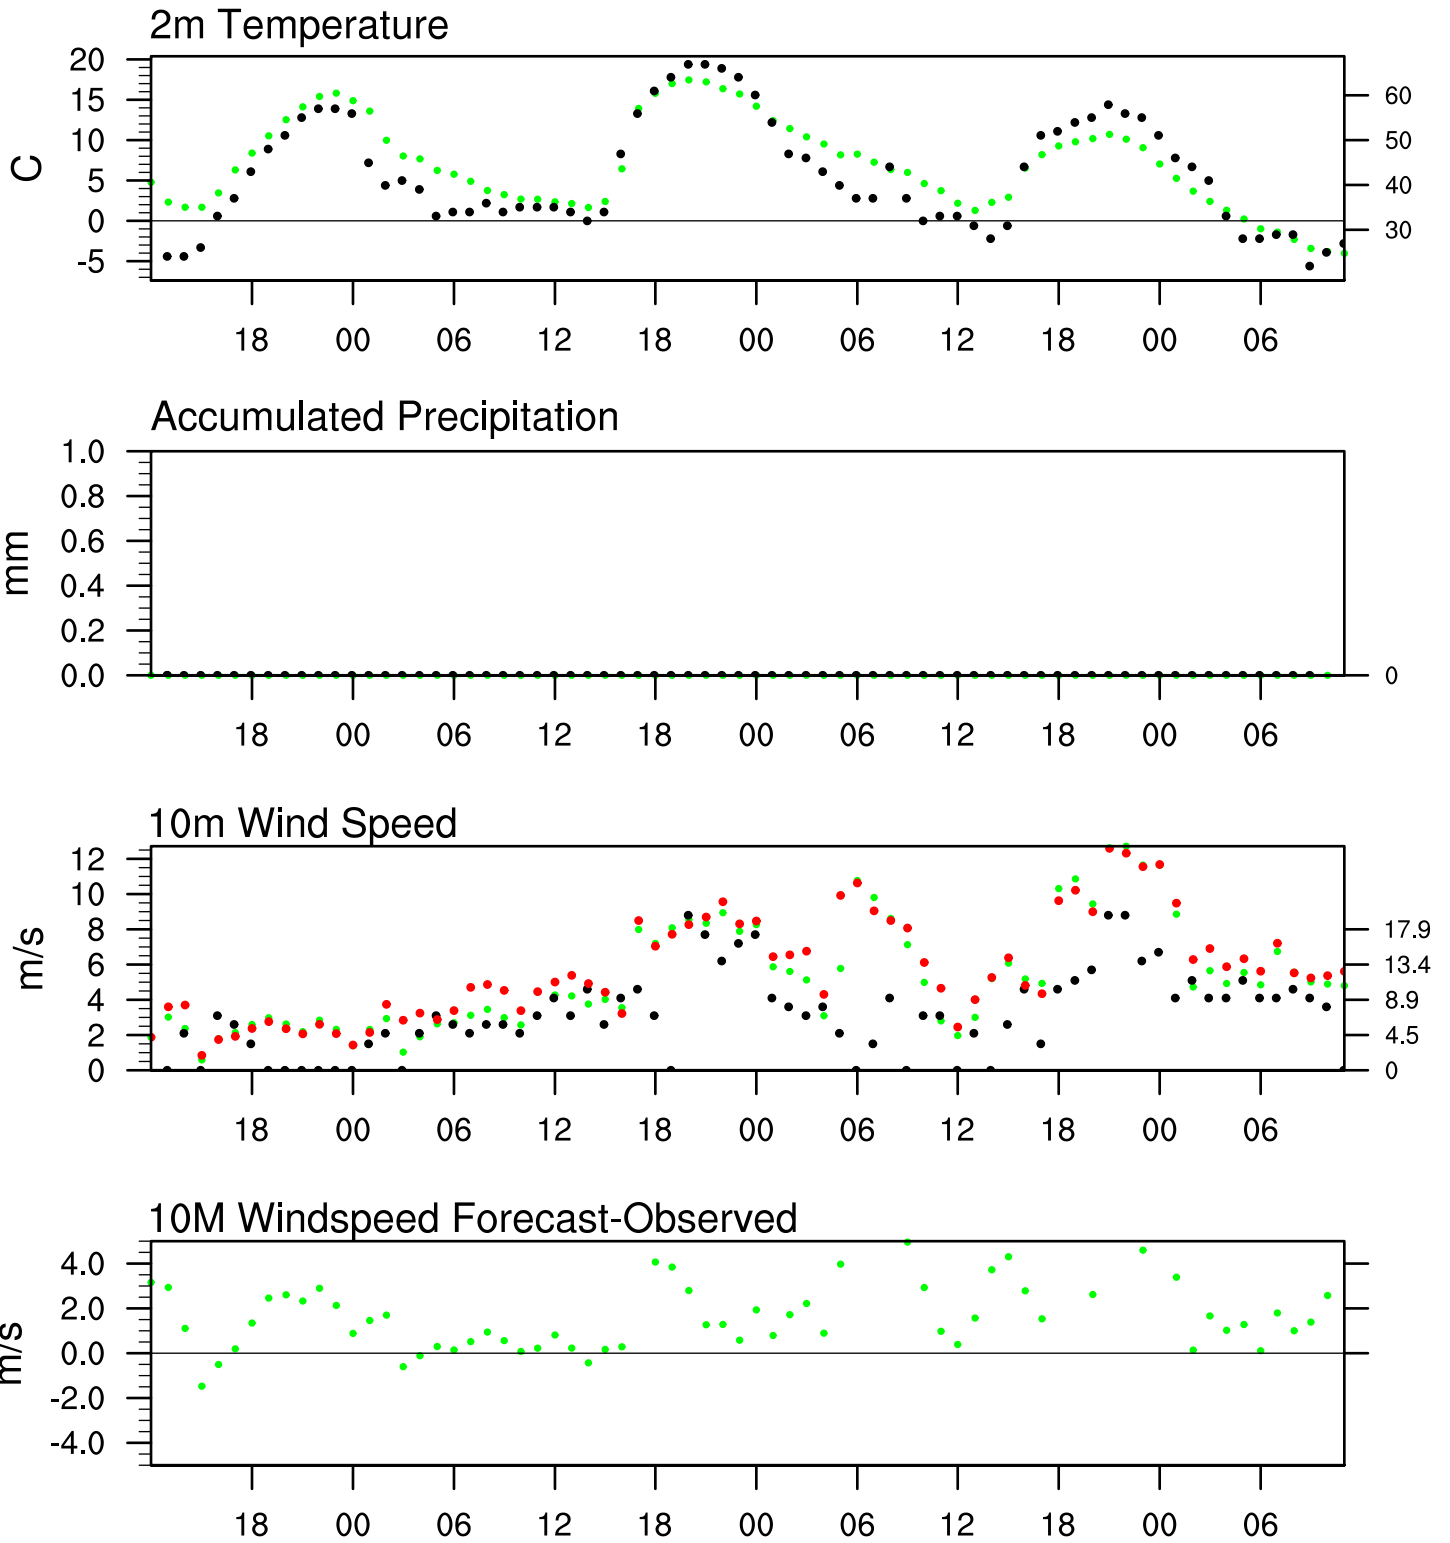 2m Temperature
20
15
10
5
0
-5
C
60
50
40
30
18 00 06 12 18 00 06 12 18 00 06
Accumulated Precipitation
1.0
0.8
0.6
0.4
0.2
0.0
mm
0
18 00 06 12 18 00 06 12 18 00 06
10m Wind Speed
12
10
8
6
4
2
0
m/s
17.9
13.4
8.9
4.5
0
18 00 06 12 18 00 06 12 18 00 06
10M Windspeed Forecast-Observed
4.0
2.0
0.0
-2.0
-4.0
m/s
18 00 06 12 18 00 06 12 18 00 06